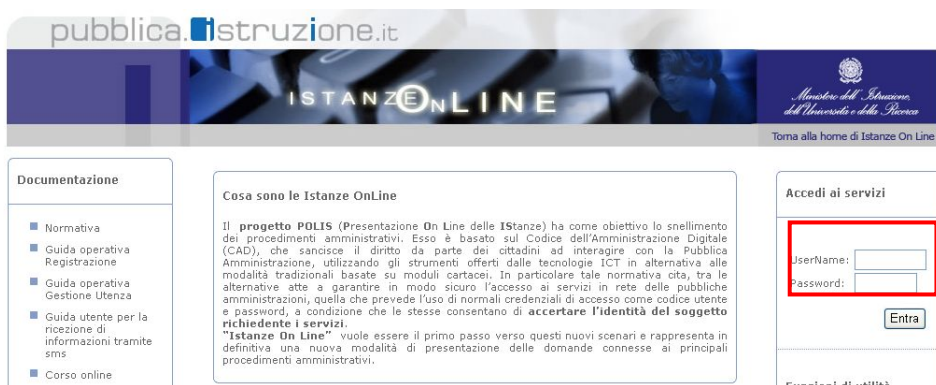 pubblica.istruzione.it
ISTANZEONLINE
Ministero dell'Istruzione,
dell'Università e della Ricerca
Torna alla home di Istanze On Line
Documentazione
Normativa
Guida operativa
Registrazione
Guida operativa
Gestione Utenza
Guida utente per la
ricezione di
informazioni tramite
sms
Corso online
Cosa sono le Istanze OnLine
Il progetto POLIS (Presentazione On Line delle IStanze) ha come obiettivo lo snellimento
dei procedimenti amministrativi. Esso è basato sul Codice dell'Amministrazione Digitale
(CAD), che sancisce il diritto da parte dei cittadini ad interagire con la Pubblica
Amministrazione, utilizzando gli strumenti offerti dalle tecnologie ICT in alternativa alle
modalità tradizionali basate su moduli cartacei. In particolare tale normativa cita, tra le
alternative atte a garantire in modo sicuro l'accesso ai servizi in rete delle pubbliche
amministrazioni, quella che prevede l'uso di normali credenziali di accesso come codice utente
e password, a condizione che le stesse consentano di accertare l'identità del soggetto
richiedente i servizi.
"Istanze On Line" vuole essere il primo passo verso questi nuovi scenari e rappresenta in
definitiva una nuova modalità di presentazione delle domande connesse ai principali
procedimenti amministrativi.
Accedi ai servizi
UserName:
Password:
Entra
Funzioni di utilità